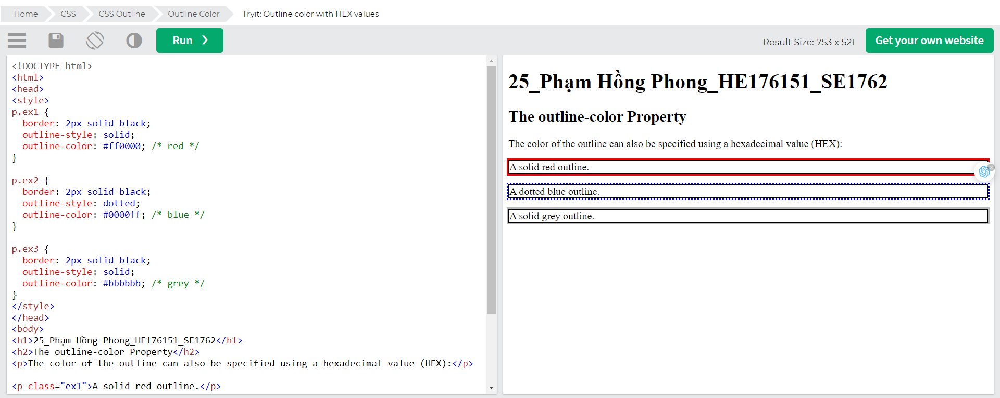 Home CSS CSS Outline Outline Color Tryit: Outline color with HEX values
Run ❯ Result Size: 753 x 521 Get your own website
<!DOCTYPE html>
<html>
<head>
<style>
p.ex1 {
  border: 2px solid black;
  outline-style: solid;
  outline-color: #ff0000; /* red */
}

p.ex2 {
  border: 2px solid black;
  outline-style: dotted;
  outline-color: #0000ff; /* blue */
}

p.ex3 {
  border: 2px solid black;
  outline-style: solid;
  outline-color: #bbbbbb; /* grey */
}
</style>
</head>
<body>
<h1>25_Phạm Hồng Phong_HE176151_SE1762</h1>
<h2>The outline-color Property</h2>
<p>The color of the outline can also be specified using a hexadecimal value (HEX):</p>

<p class="ex1">A solid red outline.</p>
25_Phạm Hồng Phong_HE176151_SE1762
The outline-color Property
The color of the outline can also be specified using a hexadecimal value (HEX):
A solid red outline.
A dotted blue outline.
A solid grey outline.